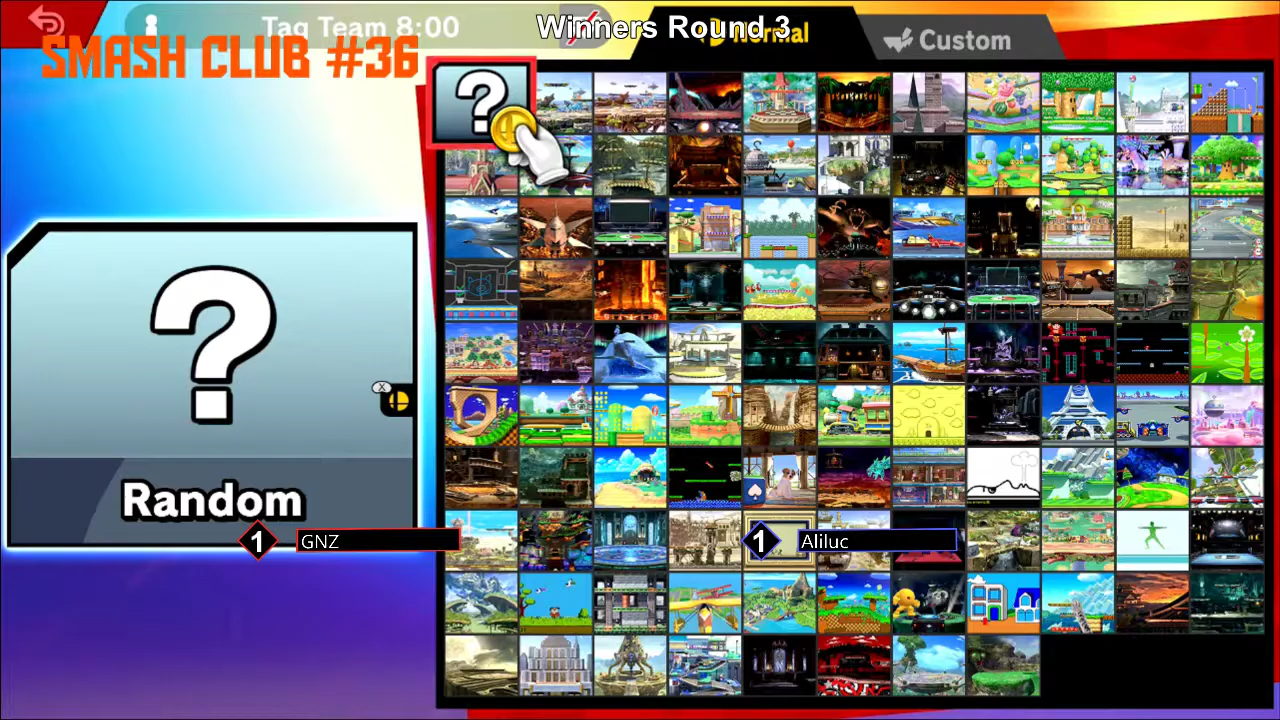 Tag Team 8:00
Winners Round 3
Normal
Custom
SMASH CLUB #36
?
?
X
Random
1 GNZ
1 Aliluc